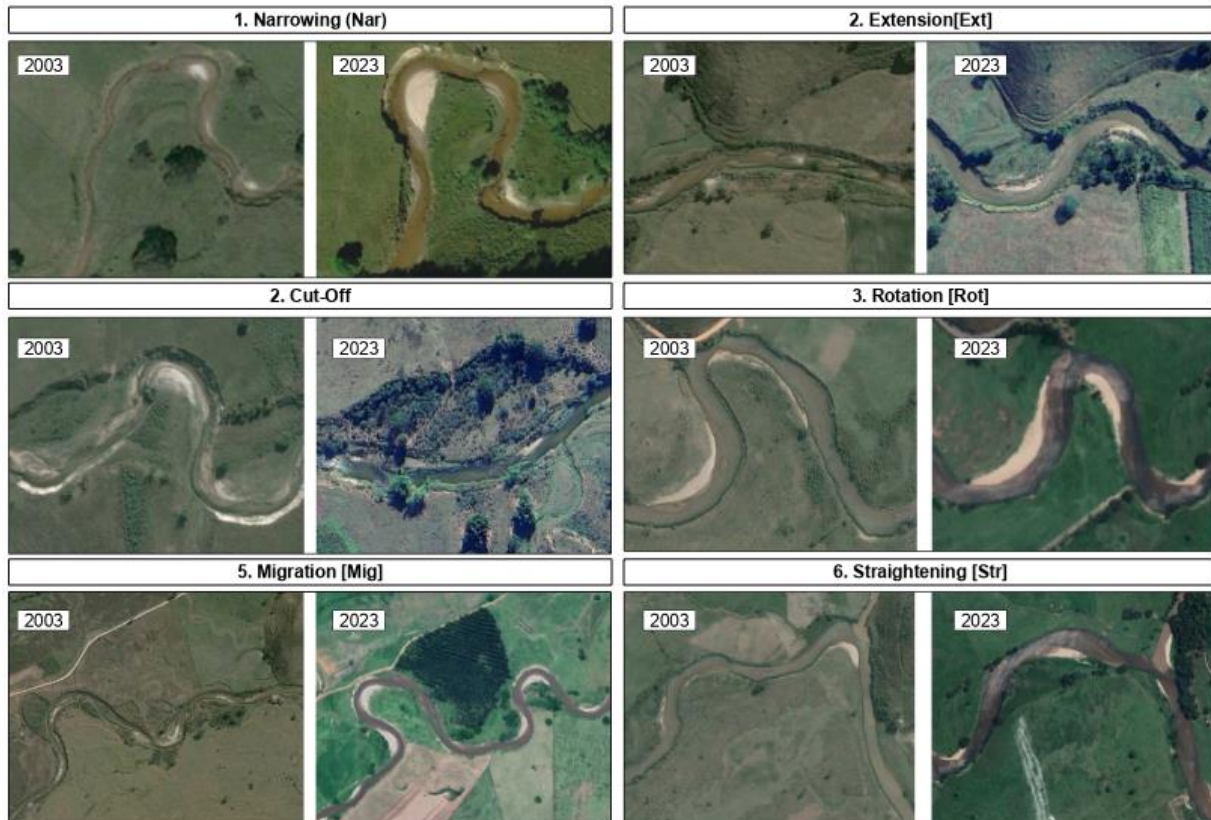 1. Narrowing (Nar)
2. Extension[Ext]
2003
2023
2003
2023
2. Cut-Off
3. Rotation [Rot]
2003
2023
2003
2023
5. Migration [Mig]
6. Straightening [Str]
2003
2023
2003
2023